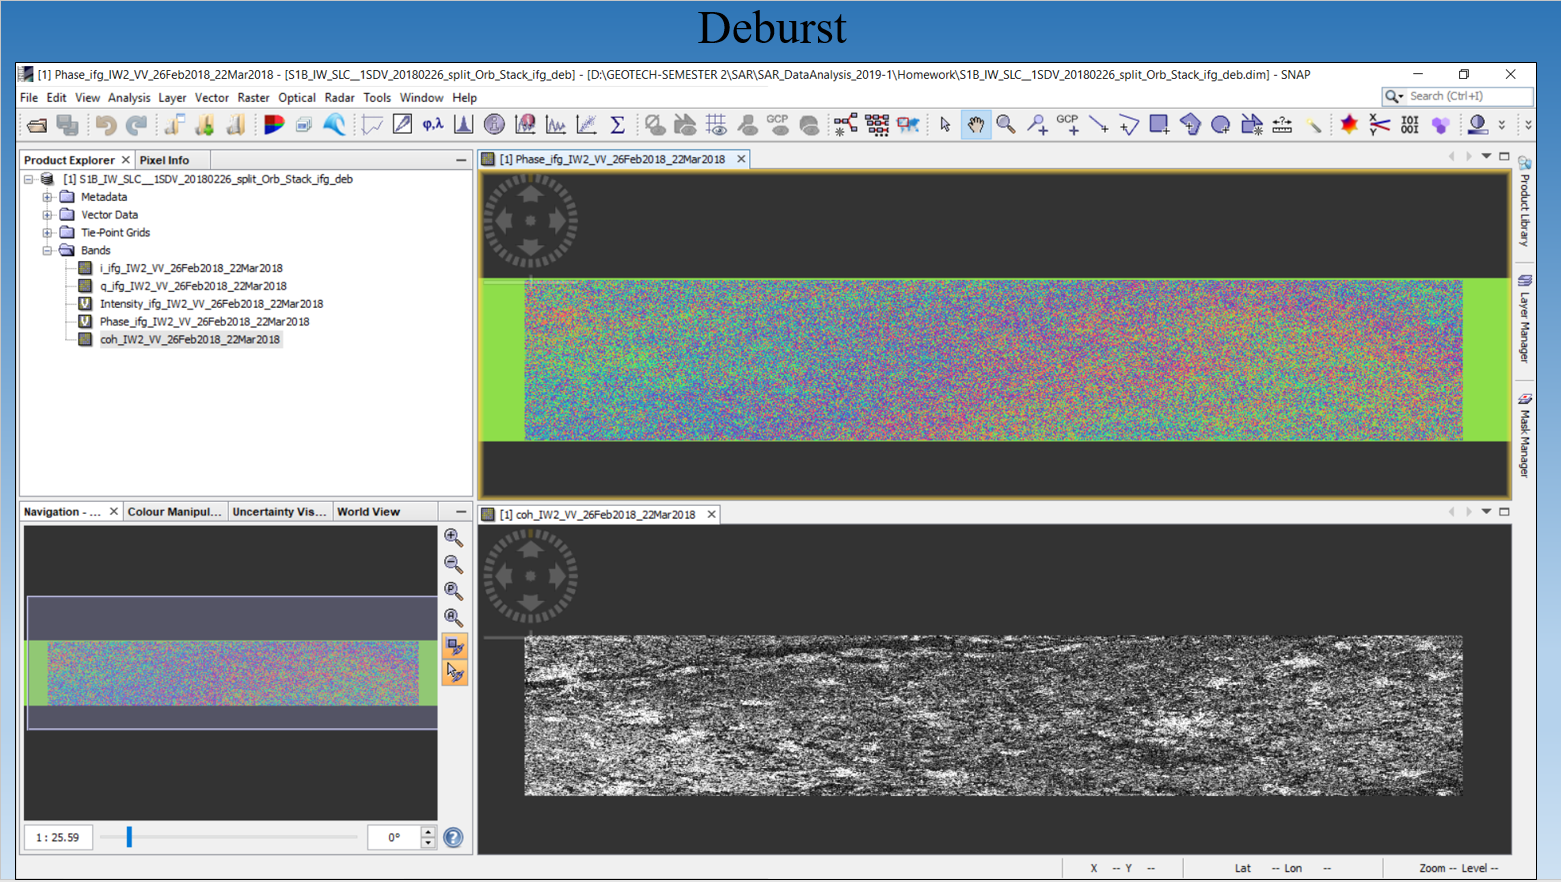 Deburst
[1] Phase_ifg_IW2_VV_26Feb2018_22Mar2018 - [S1B_IW_SLC__1SDV_20180226_split_Orb_Stack_ifg_deb] - [D:\GEOTECH-SEMESTER 2\SAR\SAR_DataAnalysis_2019-1\Homework\S1B_IW_SLC__1SDV_20180226_split_Orb_Stack_ifg_deb.dim] - SNAP
File Edit View Analysis Layer Vector Raster Optical Radar Tools Window Help
Search (Ctrl+I)
φ,λ Σ GCP GCP
Product Explorer Pixel Info
[1] S1B_IW_SLC__1SDV_20180226_split_Orb_Stack_ifg_deb
Metadata
Vector Data
Tie-Point Grids
Bands
i_ifg_IW2_VV_26Feb2018_22Mar2018
q_ifg_IW2_VV_26Feb2018_22Mar2018
Intensity_ifg_IW2_VV_26Feb2018_22Mar2018
Phase_ifg_IW2_VV_26Feb2018_22Mar2018
coh_IW2_VV_26Feb2018_22Mar2018
[1] Phase_ifg_IW2_VV_26Feb2018_22Mar2018
Product Library
Layer Manager
Mask Manager
Navigation - ... Colour Manipul... Uncertainty Vis... World View
1 : 25.59
0°
[1] coh_IW2_VV_26Feb2018_22Mar2018
X -- Y -- Lat -- Lon -- Zoom -- Level --